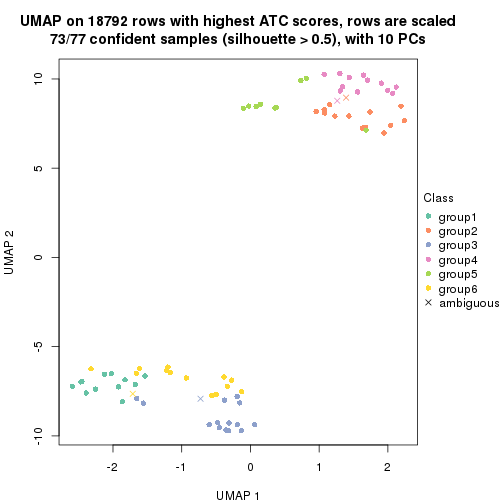 UMAP on 18792 rows with highest ATC scores, rows are scaled
73/77 confident samples (silhouette > 0.5), with 10 PCs
10
5
0
-5
-10
UMAP 2
-2
-1
0
1
2
UMAP 1
Class
group1
group2
group3
group4
group5
group6
ambiguous